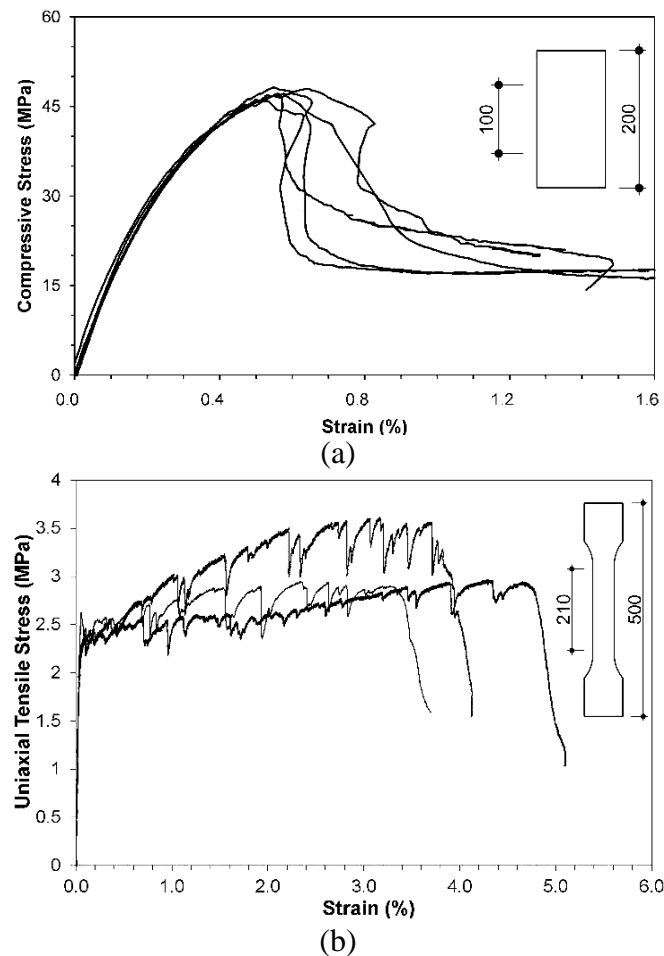 60
45
30
15
0
Compressive Stress (MPa)
0.0 0.4 0.8 1.2 1.6
Strain (%)
100
200
(a)
4
3.5
3
2.5
2
1.5
1
0.5
0
Uniaxial Tensile Stress (MPa)
0.0 1.0 2.0 3.0 4.0 5.0 6.0
Strain (%)
210
500
(b)